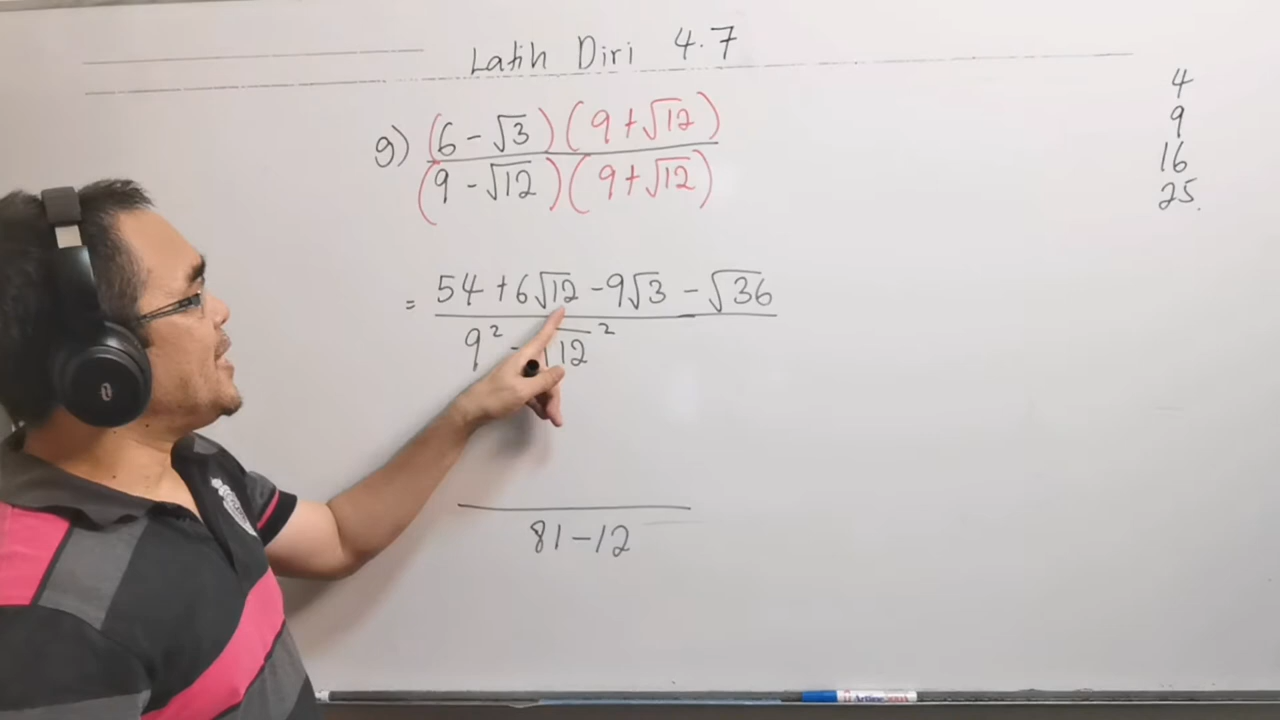 Latih Diri 4.7
4
9
16
25.
g) (6 - √3)(9 + √12)
(9 - √12)(9 + √12)
= 54 + 6√12 - 9√3 - √36
9² - √12²
81 - 12
Artline